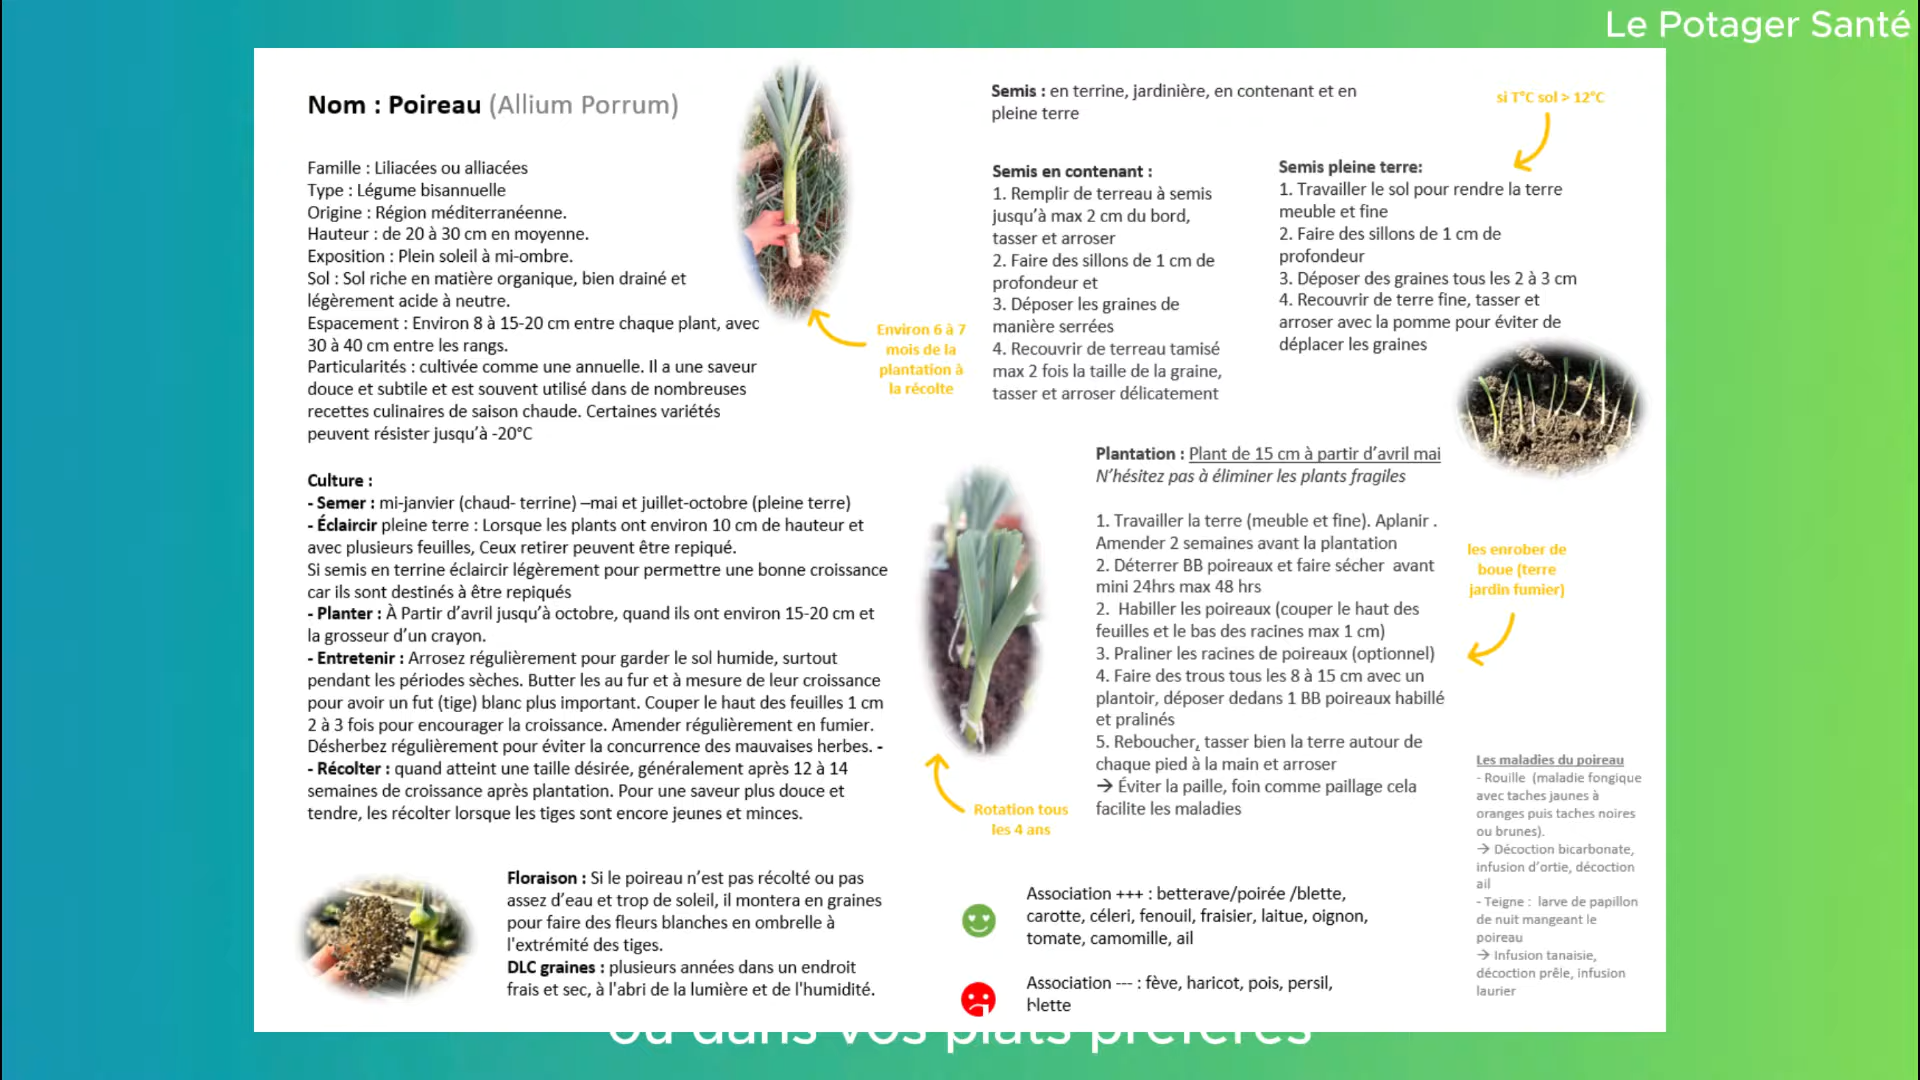 Le Potager Santé
Nom : Poireau (Allium Porrum)
Famille : Liliacées ou alliacées
Type : Légume bisannuelle
Origine : Région méditerranéenne.
Hauteur : de 20 à 30 cm en moyenne.
Exposition : Plein soleil à mi-ombre.
Sol : Sol riche en matière organique, bien drainé et
légèrement acide à neutre.
Espacement : Environ 8 à 15-20 cm entre chaque plant, avec
30 à 40 cm entre les rangs.
Particularités : cultivée comme une annuelle. Il a une saveur
douce et subtile et est souvent utilisé dans de nombreuses
recettes culinaires de saison chaude. Certaines variétés
peuvent résister jusqu'à -20°C
Environ 6 à 7
mois de la
plantation à
la récolte
Culture :
- Semer : mi-janvier (chaud- terrine) –mai et juillet-octobre (pleine terre)
- Éclaircir pleine terre : Lorsque les plants ont environ 10 cm de hauteur et
avec plusieurs feuilles, Ceux retirer peuvent être repiqué.
Si semis en terrine éclaircir légèrement pour permettre une bonne croissance
car ils sont destinés à être repiqués
- Planter : À Partir d'avril jusqu'à octobre, quand ils ont environ 15-20 cm et
la grosseur d'un crayon.
- Entretenir : Arrosez régulièrement pour garder le sol humide, surtout
pendant les périodes sèches. Butter les au fur et à mesure de leur croissance
pour avoir un fut (tige) blanc plus important. Couper le haut des feuilles 1 cm
2 à 3 fois pour encourager la croissance. Amender régulièrement en fumier.
Désherbez régulièrement pour éviter la concurrence des mauvaises herbes. -
- Récolter : quand atteint une taille désirée, généralement après 12 à 14
semaines de croissance après plantation. Pour une saveur plus douce et
tendre, les récolter lorsque les tiges sont encore jeunes et minces.
Rotation tous
les 4 ans
Floraison : Si le poireau n'est pas récolté ou pas
assez d'eau et trop de soleil, il montera en graines
pour faire des fleurs blanches en ombrelle à
l'extrémité des tiges.
DLC graines : plusieurs années dans un endroit
frais et sec, à l'abri de la lumière et de l'humidité.
Semis : en terrine, jardinière, en contenant et en
pleine terre
si T°C sol > 12°C
Semis en contenant :
1. Remplir de terreau à semis
jusqu'à max 2 cm du bord,
tasser et arroser
2. Faire des sillons de 1 cm de
profondeur et
3. Déposer les graines de
manière serrées
4. Recouvrir de terreau tamisé
max 2 fois la taille de la graine,
tasser et arroser délicatement
Semis pleine terre:
1. Travailler le sol pour rendre la terre
meuble et fine
2. Faire des sillons de 1 cm de
profondeur
3. Déposer des graines tous les 2 à 3 cm
4. Recouvrir de terre fine, tasser et
arroser avec la pomme pour éviter de
déplacer les graines
Plantation : Plant de 15 cm à partir d'avril mai
N'hésitez pas à éliminer les plants fragiles
1. Travailler la terre (meuble et fine). Aplanir .
Amender 2 semaines avant la plantation
2. Déterrer BB poireaux et faire sécher avant
mini 24hrs max 48 hrs
2. Habiller les poireaux (couper le haut des
feuilles et le bas des racines max 1 cm)
3. Praliner les racines de poireaux (optionnel)
4. Faire des trous tous les 8 à 15 cm avec un
plantoir, déposer dedans 1 BB poireaux habillé
et pralinés
5. Reboucher, tasser bien la terre autour de
chaque pied à la main et arroser
→ Éviter la paille, foin comme paillage cela
facilite les maladies
les enrober de
boue (terre
jardin fumier)
Les maladies du poireau
- Rouille (maladie fongique
avec taches jaunes à
oranges puis taches noires
ou brunes).
→ Décoction bicarbonate,
infusion d'ortie, décoction
ail
- Teigne : larve de papillon
de nuit mangeant le
poireau
→ Infusion tanaisie,
décoction prêle, infusion
laurier
Association +++ : betterave/poirée /blette,
carotte, céleri, fenouil, fraisier, laitue, oignon,
tomate, camomille, ail
Association --- : fève, haricot, pois, persil,
blette
ou dans vos plats préférés